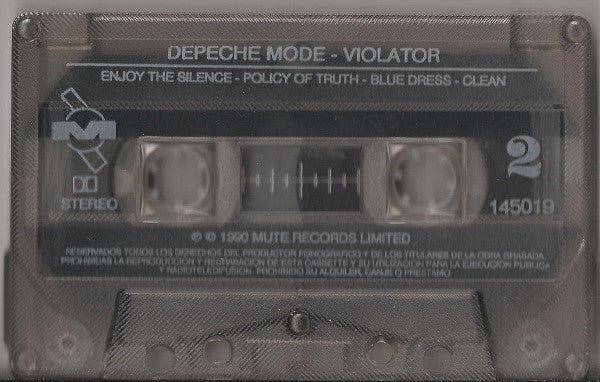 DEPECHE MODE - VIOLATOR
ENJOY THE SILENCE - POLICY OF TRUTH - BLUE DRESS - CLEAN
M
2
STEREO
145019
℗ © 1990 MUTE RECORDS LIMITED
RESERVADOS TODOS LOS DERECHOS DEL PRODUCTOR FONOGRAFICO Y DE LOS TITULARES DE LA OBRA GRABADA.
PROHIBIDAS LA REPRODUCCION Y REGRABACION DE ESTA CASSETTE Y SU UTILIZACION PARA LA EJECUCION PUBLICA
Y RADIOTELEDIFUSION. PROHIBIDO SU ALQUILER, CANJE O PRESTAMO